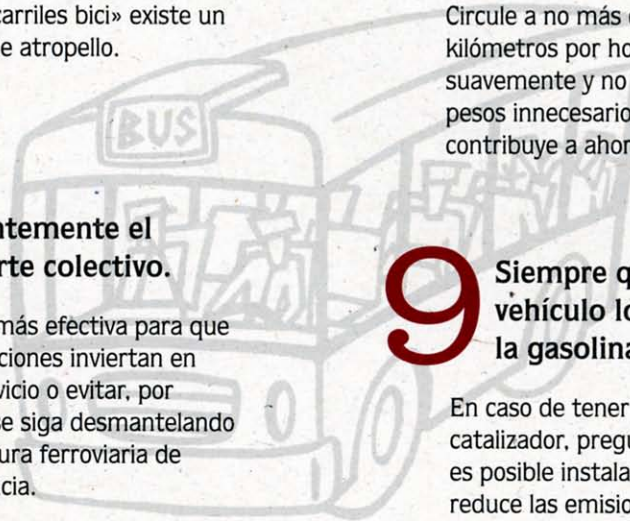 carriles bici» existe un
e atropello.
BUS
ntemente el
rte colectivo.
más efectiva para que
ciones inviertan en
vicio o evitar, por
se siga desmantelando
ura ferroviaria de
cia.
Circule a no más
kilómetros por ho
suavemente y no
pesos innecesario
contribuye a ahor
9
Siempre q
vehículo lo
la gasolina
En caso de tener
catalizador, pregu
es posible instala
reduce las emisio